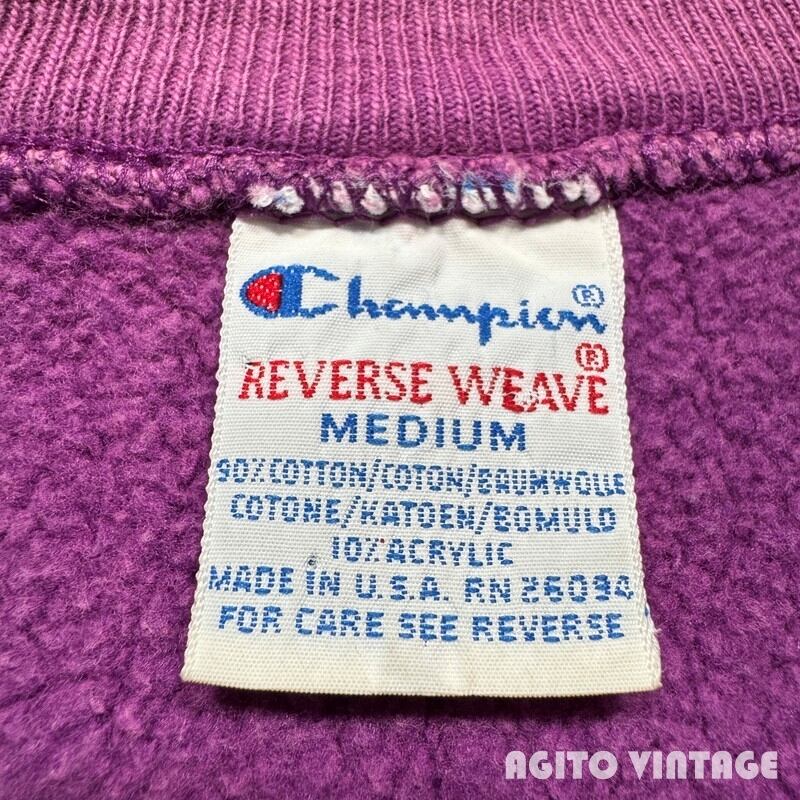 Champion®
REVERSE WEAVE®
MEDIUM
90% COTTON/COTON/BAUMWOLLE
COTONE/KATOEN/BOMULD
10% ACRYLIC
MADE IN U.S.A. RN 26094
FOR CARE SEE REVERSE
AGITO VINTAGE